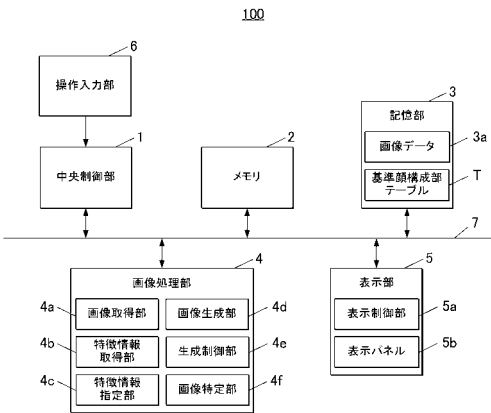 100
6
操作入力部
1
中央制御部
2
メモリ
3
記憶部
画像データ
3a
基準顔構成部
テーブル
T
7
4
画像処理部
4a
画像取得部
画像生成部
4d
4b
特徴情報
取得部
生成制御部
4e
4c
特徴情報
指定部
画像特定部
4f
5
表示部
表示制御部
5a
表示パネル
5b